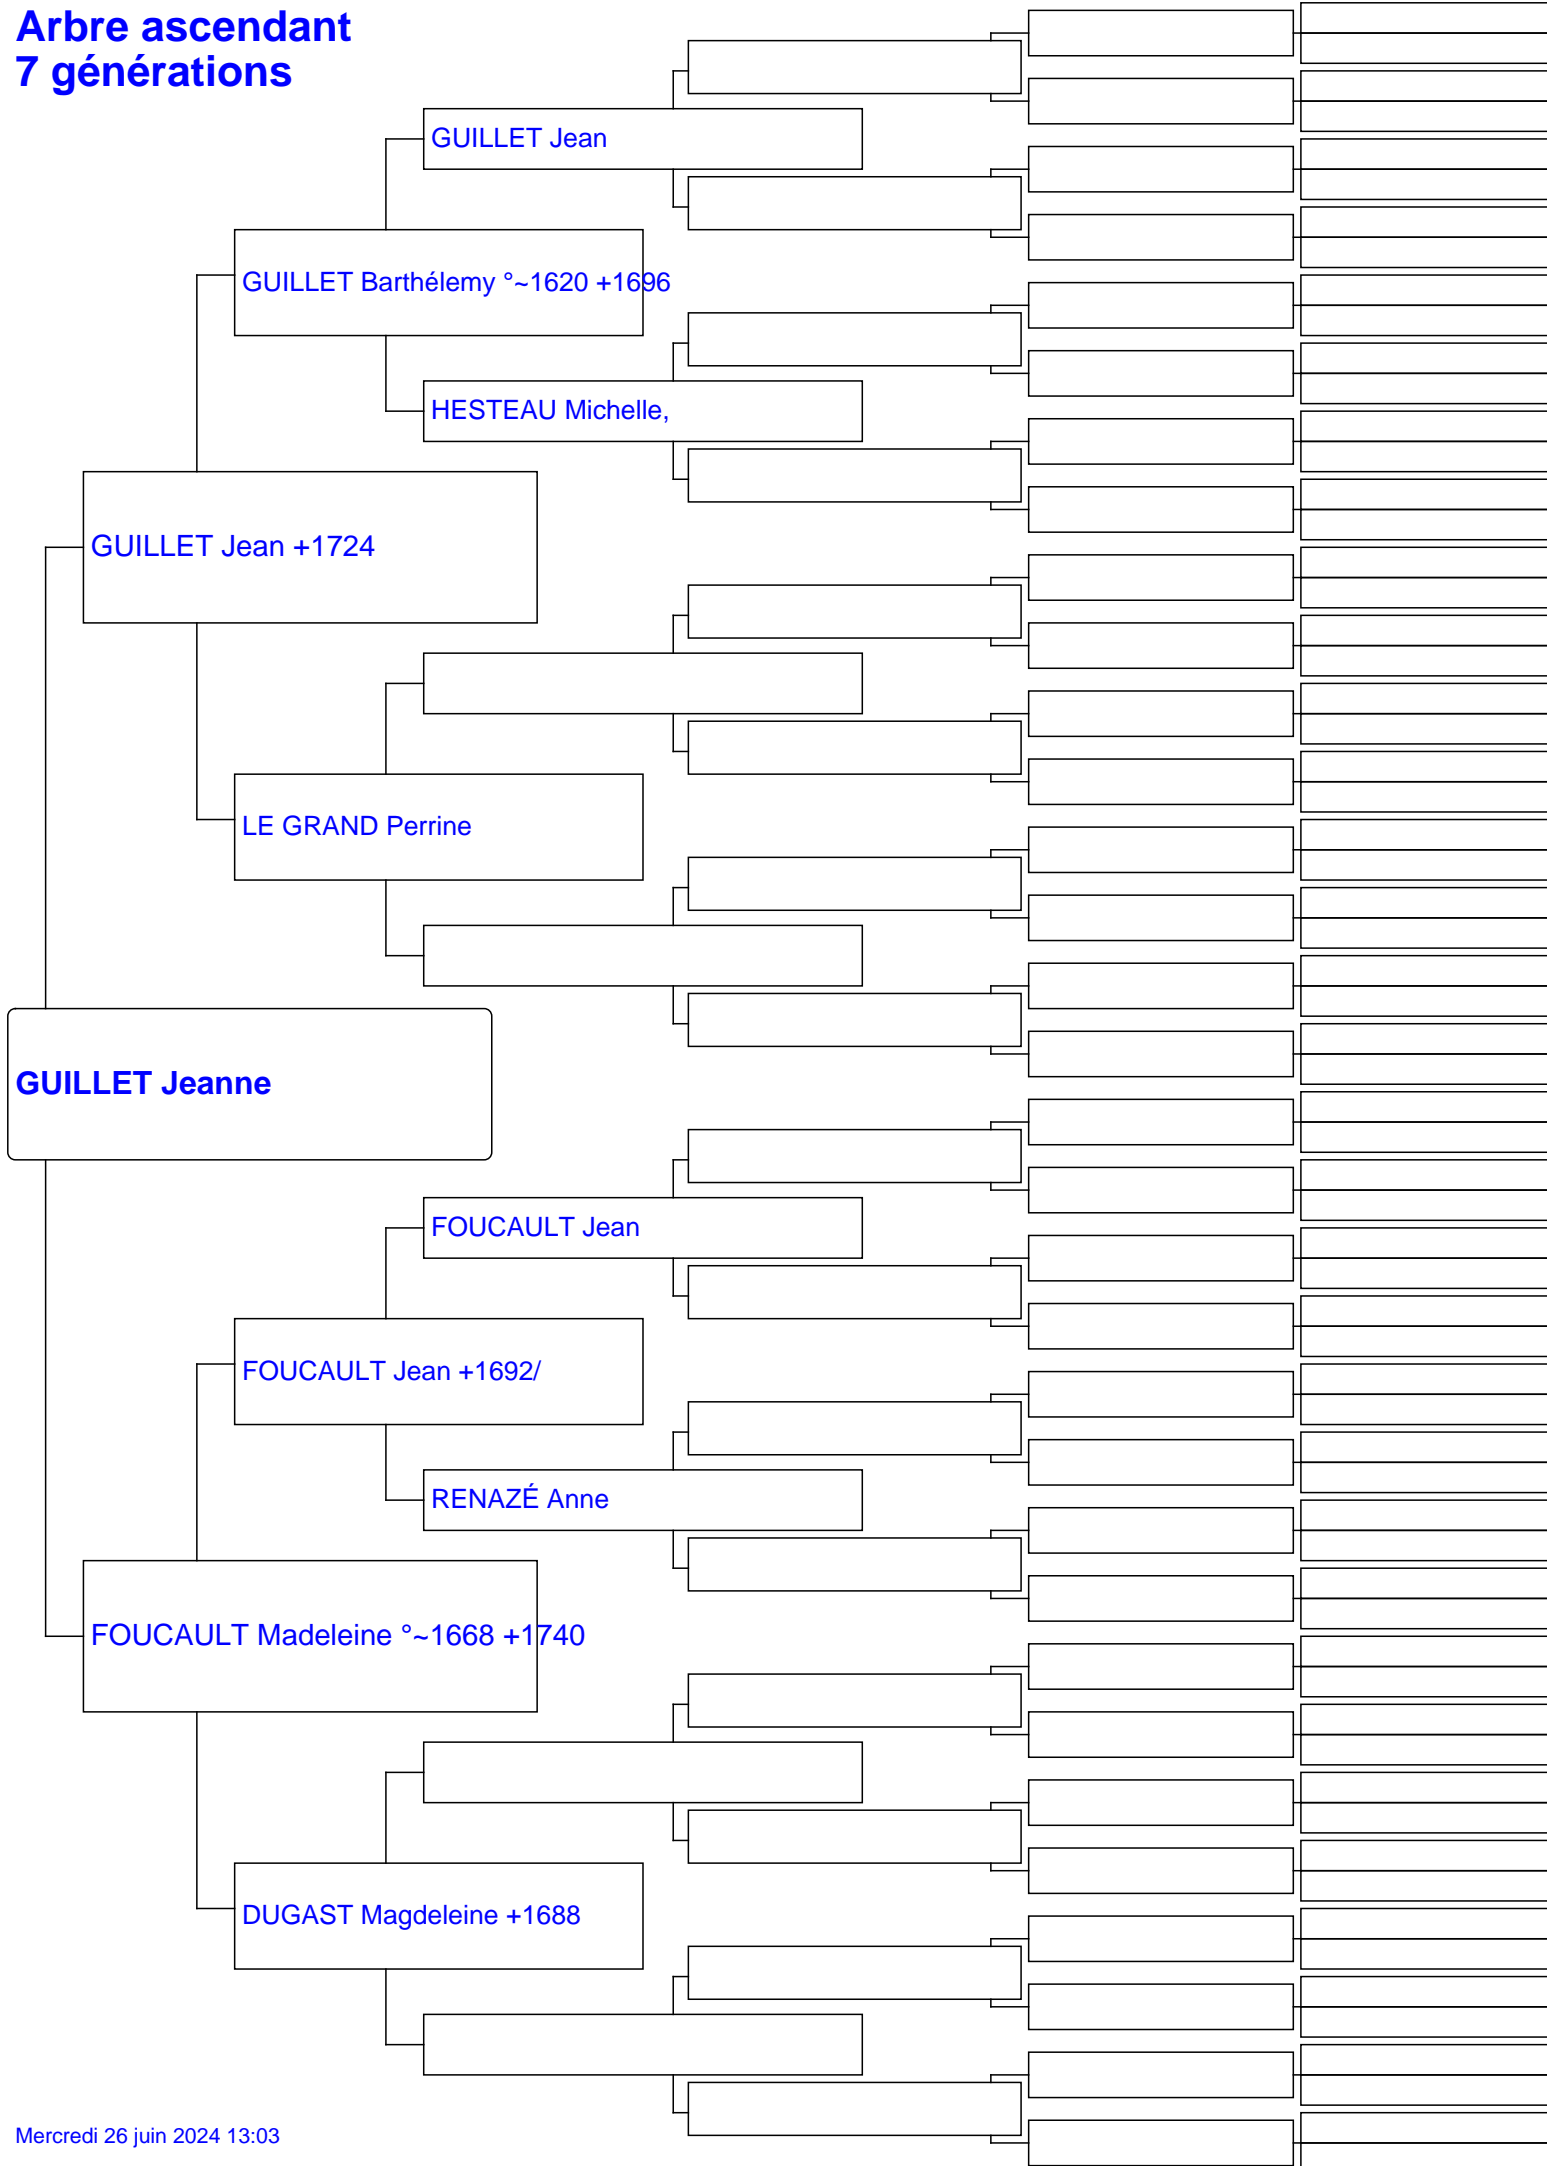 Arbre ascendant
7 générations
GUILLET Jean
GUILLET Barthélemy °~1620 +1696
HESTEAU Michelle,
GUILLET Jean +1724
LE GRAND Perrine
GUILLET Jeanne
FOUCAULT Jean
FOUCAULT Jean +1692/
RENAZÉ Anne
FOUCAULT Madeleine °~1668 +1740
DUGAST Magdeleine +1688
Mercredi 26 juin 2024 13:03